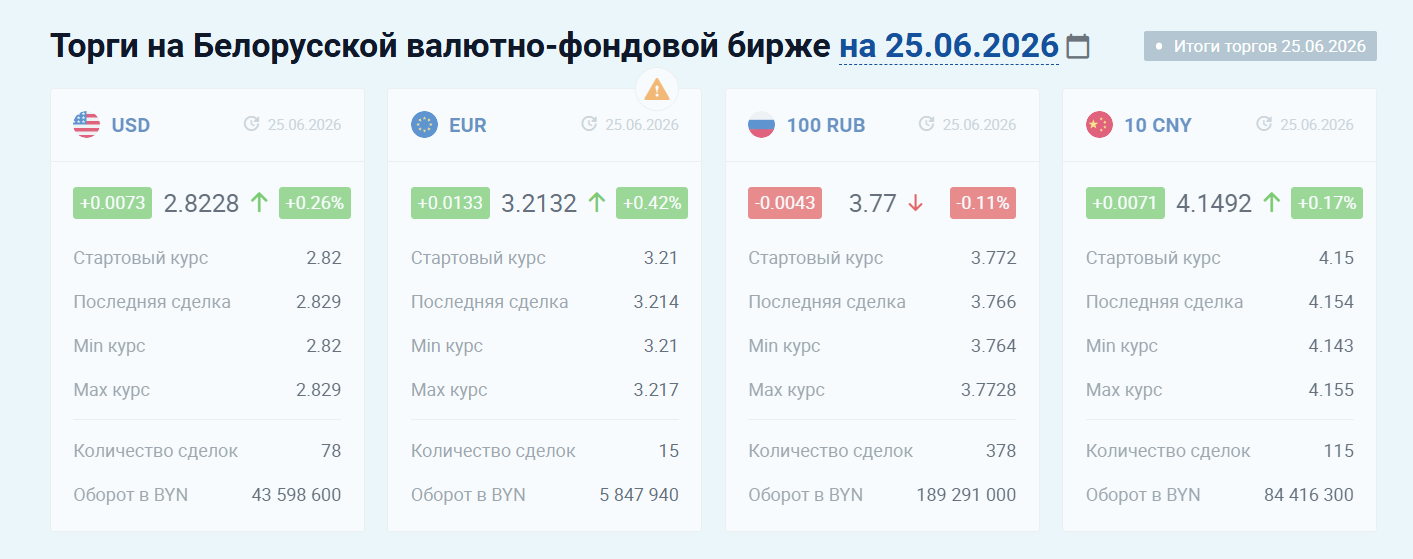 Торги на Белорусской валютно-фондовой бирже на 25.06.2026
Итоги торгов 25.06.2026
USD 25.06.2026
+0.0073 2.8228 +0.26%
Стартовый курс 2.82
Последняя сделка 2.829
Min курс 2.82
Max курс 2.829
Количество сделок 78
Оборот в BYN 43 598 600
EUR 25.06.2026
+0.0133 3.2132 +0.42%
Стартовый курс 3.21
Последняя сделка 3.214
Min курс 3.21
Max курс 3.217
Количество сделок 15
Оборот в BYN 5 847 940
100 RUB 25.06.2026
-0.0043 3.77 -0.11%
Стартовый курс 3.772
Последняя сделка 3.766
Min курс 3.764
Max курс 3.7728
Количество сделок 378
Оборот в BYN 189 291 000
10 CNY 25.06.2026
+0.0071 4.1492 +0.17%
Стартовый курс 4.15
Последняя сделка 4.154
Min курс 4.143
Max курс 4.155
Количество сделок 115
Оборот в BYN 84 416 300